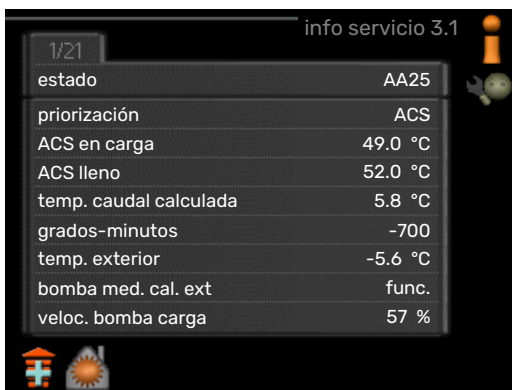 info servicio 3.1
1/21
estado AA25
priorización ACS
ACS en carga 49.0 °C
ACS lleno 52.0 °C
temp. caudal calculada 5.8 °C
grados-minutos -700
temp. exterior -5.6 °C
bomba med. cal. ext func.
veloc. bomba carga 57 %